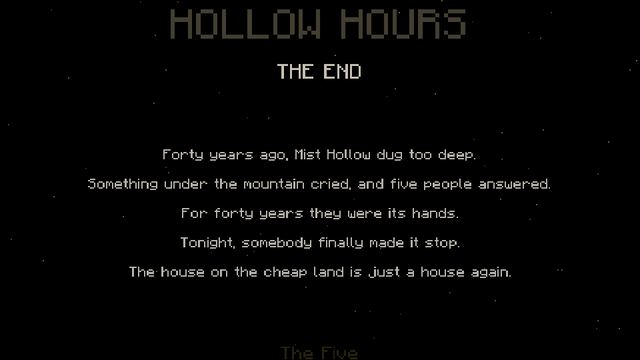 HOLLOW HOURS
THE END
Forty years ago, Mist Hollow dug too deep.
Something under the mountain cried, and five people answered.
For forty years they were its hands.
Tonight, somebody finally made it stop.
The house on the cheap land is just a house again.
The Five